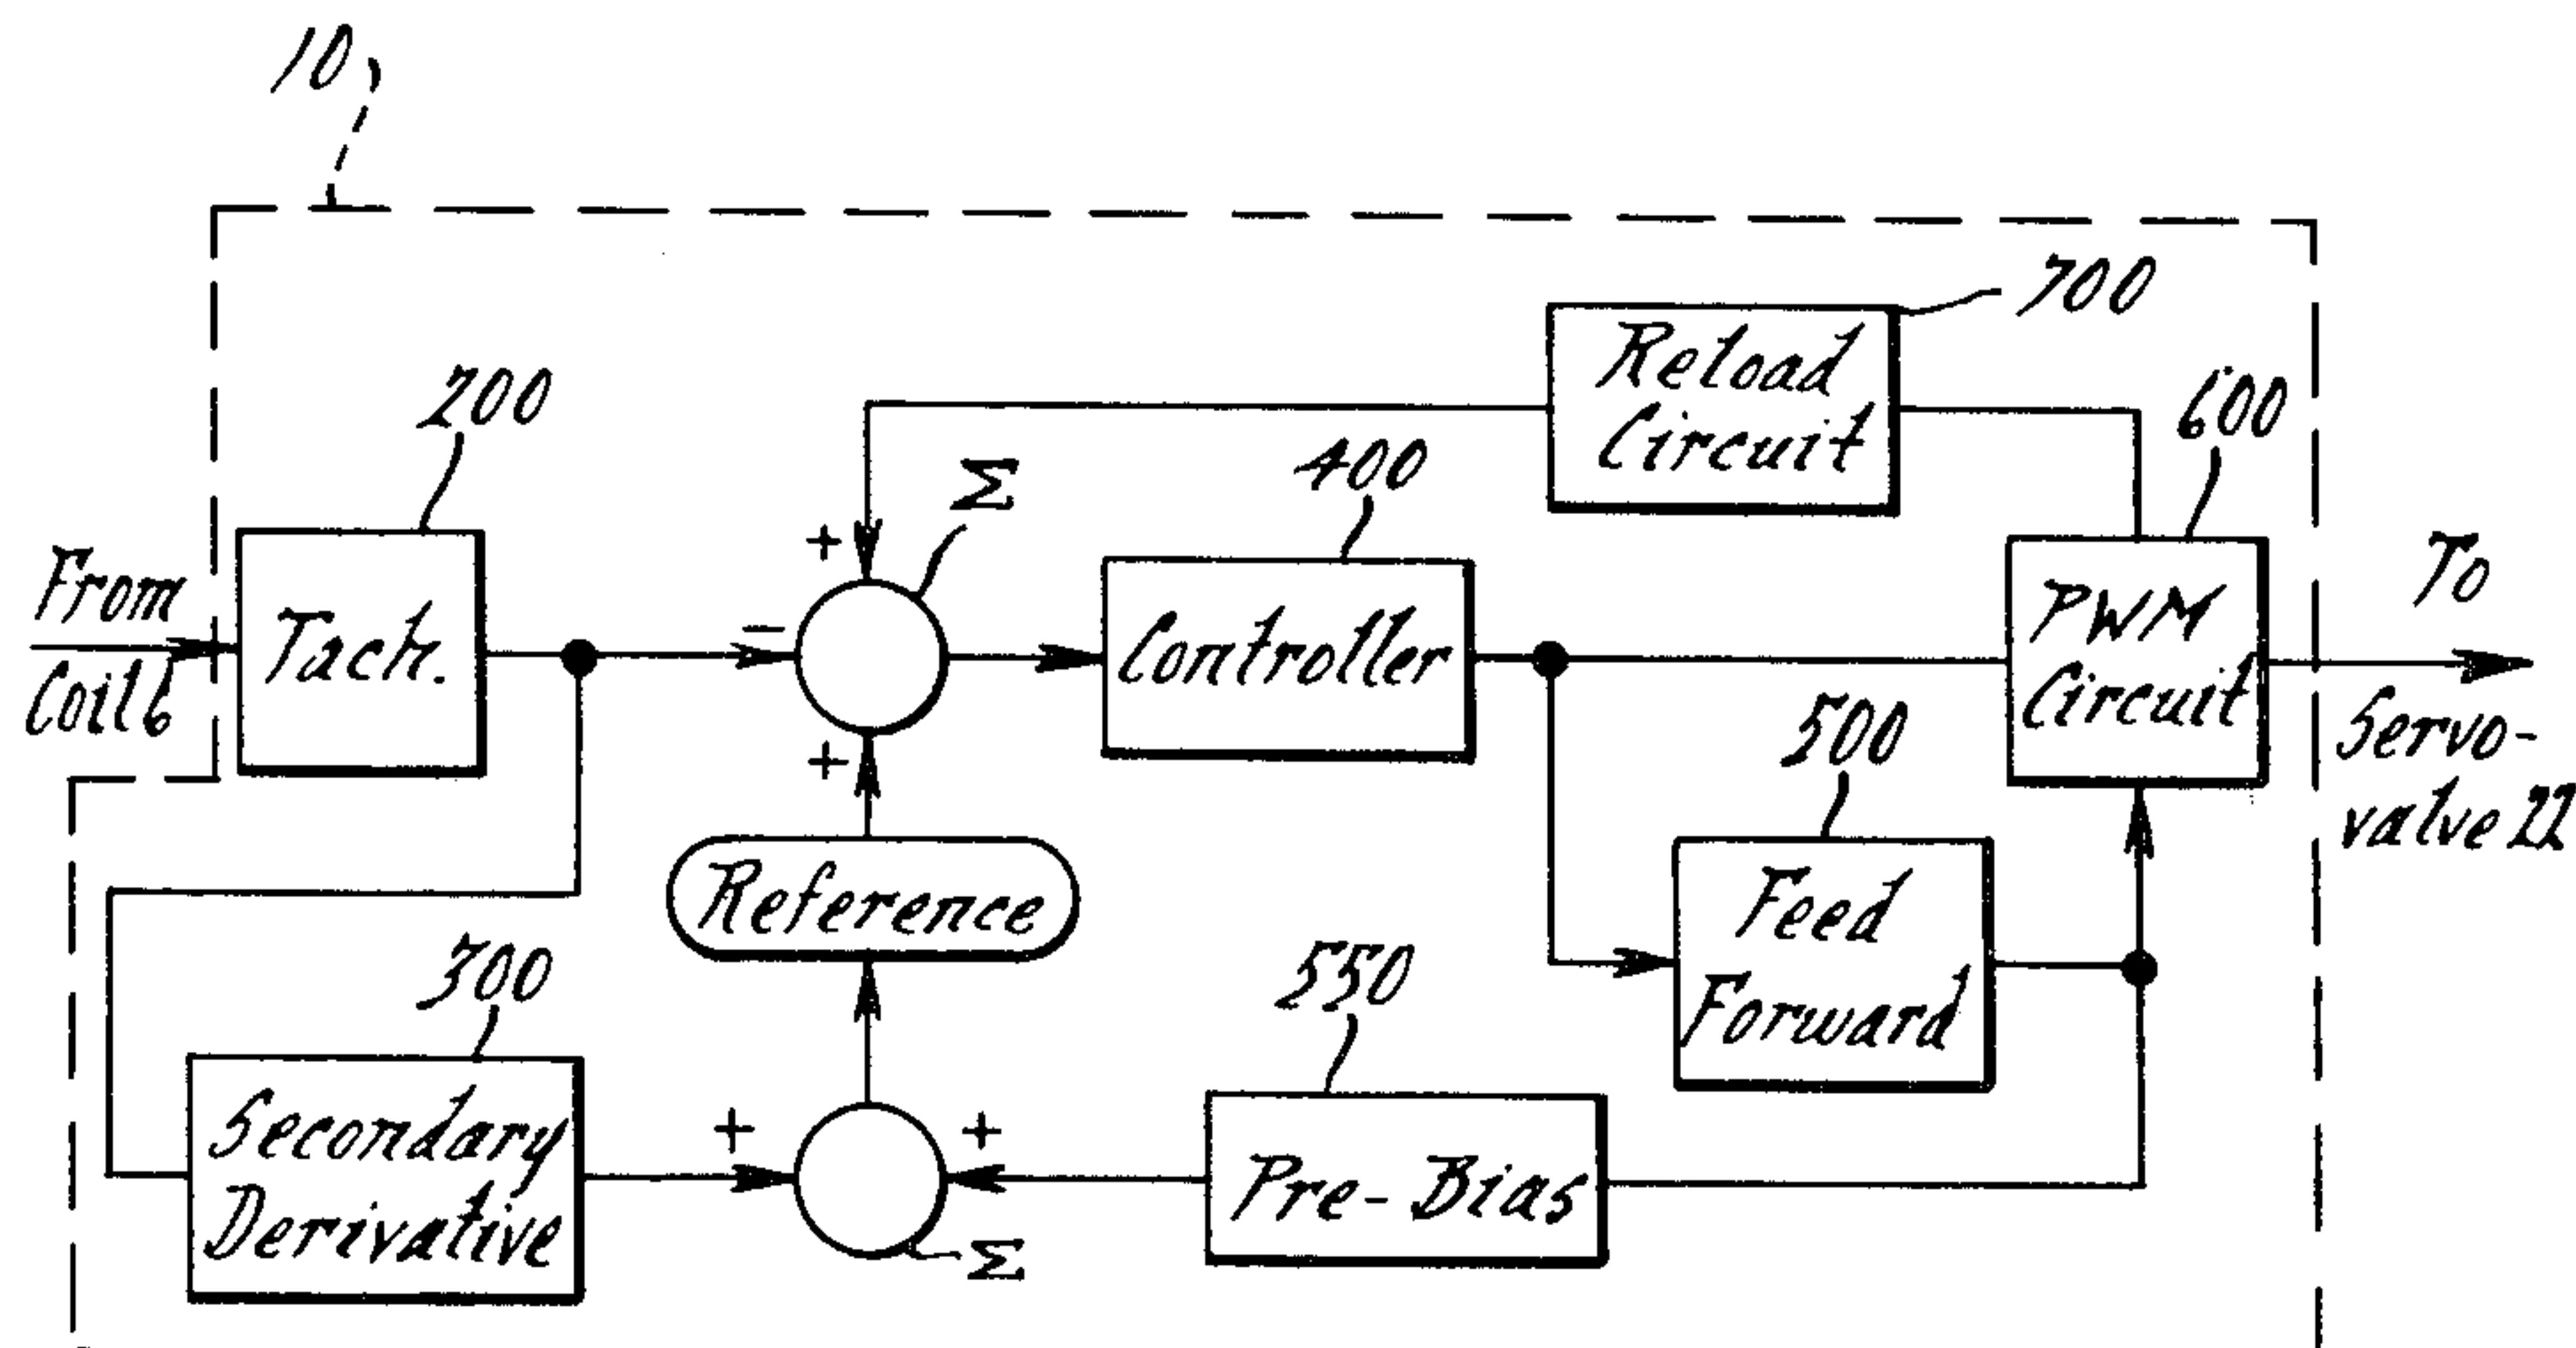 10
700
Reload
Circuit
600
200
400
Σ
+
From
Coil 6
Tach.
-
Controller
PWM
Circuit
To
Servo-
valve 22
+
500
Reference
Feed
Forward
300
550
Secondary
Derivative
+
+
Pre-Bias
Σ